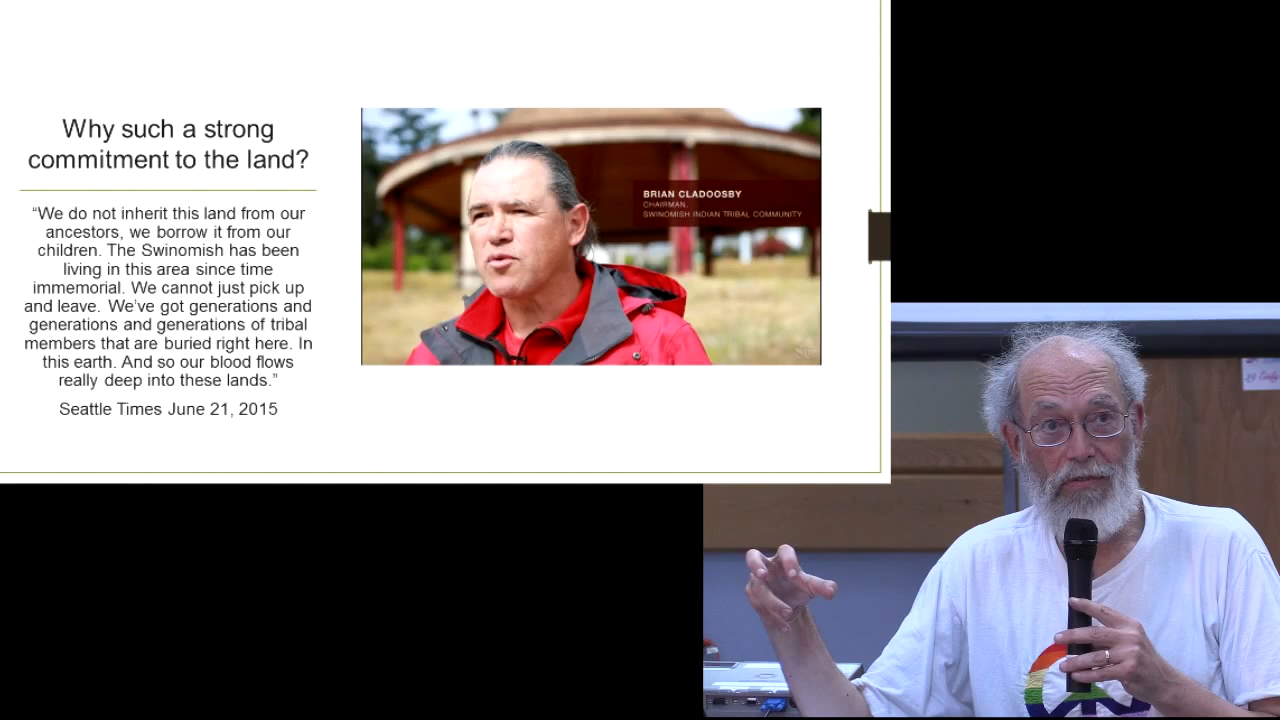 Why such a strong
commitment to the land?
“We do not inherit this land from our
ancestors, we borrow it from our
children. The Swinomish has been
living in this area since time
immemorial. We cannot just pick up
and leave. We’ve got generations and
generations and generations of tribal
members that are buried right here. In
this earth. And so our blood flows
really deep into these lands.”
Seattle Times June 21, 2015
BRIAN CLADOOSBY
CHAIRMAN,
SWINOMISH INDIAN TRIBAL COMMUNITY